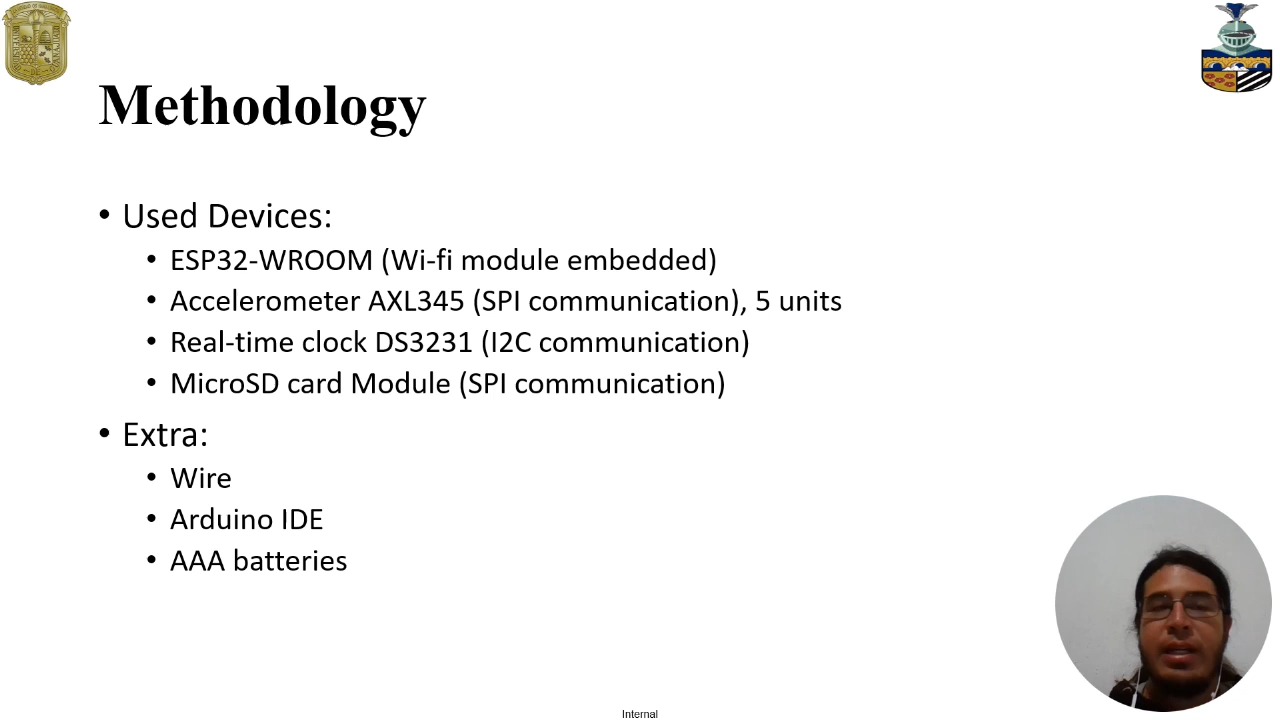 Methodology
• Used Devices:
• ESP32-WROOM (Wi-fi module embedded)
• Accelerometer AXL345 (SPI communication), 5 units
• Real-time clock DS3231 (I2C communication)
• MicroSD card Module (SPI communication)
• Extra:
• Wire
• Arduino IDE
• AAA batteries
Internal